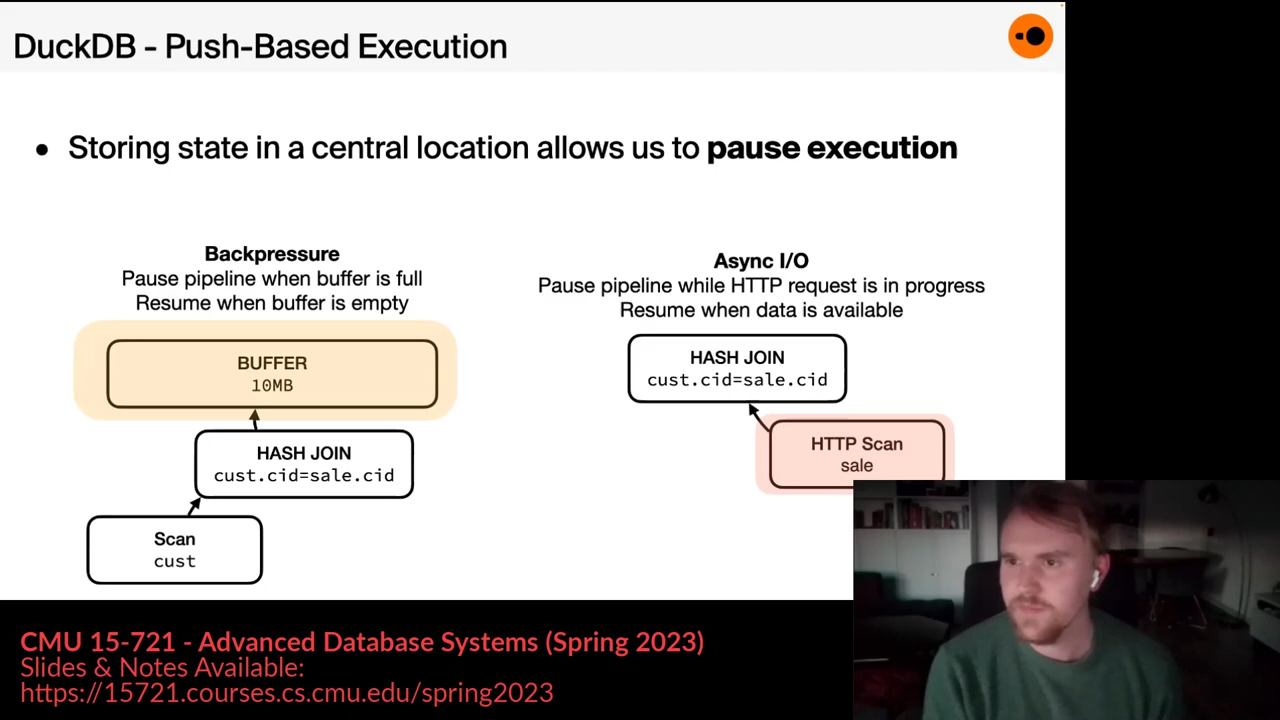 DuckDB - Push-Based Execution
• Storing state in a central location allows us to pause execution
Backpressure
Pause pipeline when buffer is full
Resume when buffer is empty
BUFFER
10MB
HASH JOIN
cust.cid=sale.cid
Scan
cust
Async I/O
Pause pipeline while HTTP request is in progress
Resume when data is available
HASH JOIN
cust.cid=sale.cid
HTTP Scan
sale
CMU 15-721 - Advanced Database Systems (Spring 2023)
Slides & Notes Available:
https://15721.courses.cs.cmu.edu/spring2023